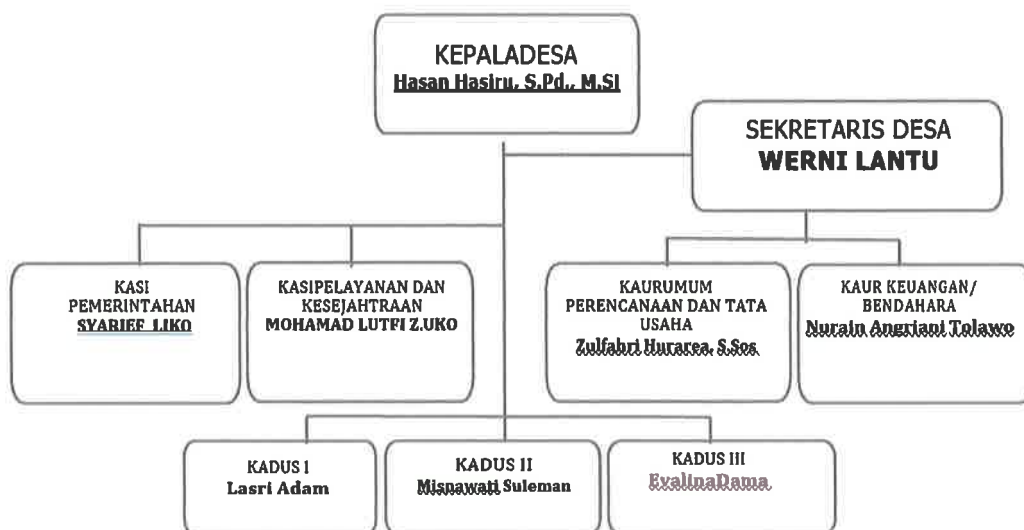 KEPALADESA
Hasan Hasiru, S.Pd., M.SI
SEKRETARIS DESA
WERNI LANTU
KASI
PEMERINTAHAN
SYARIEF LIKO
KASIPELAYANAN DAN
KESEJAHTRAAN
MOHAMAD LUTFI Z.UKO
KAURUMUM
PERENCANAAN DAN TATA
USAHA
Zulfahri Hurarea, S.Sos
KAUR KEUANGAN/
BENDAHARA
Nurain Angriani Tolawo
KADUS I
Lasri Adam
KADUS II
Misnawati Suleman
KADUS III
EvalinaDama